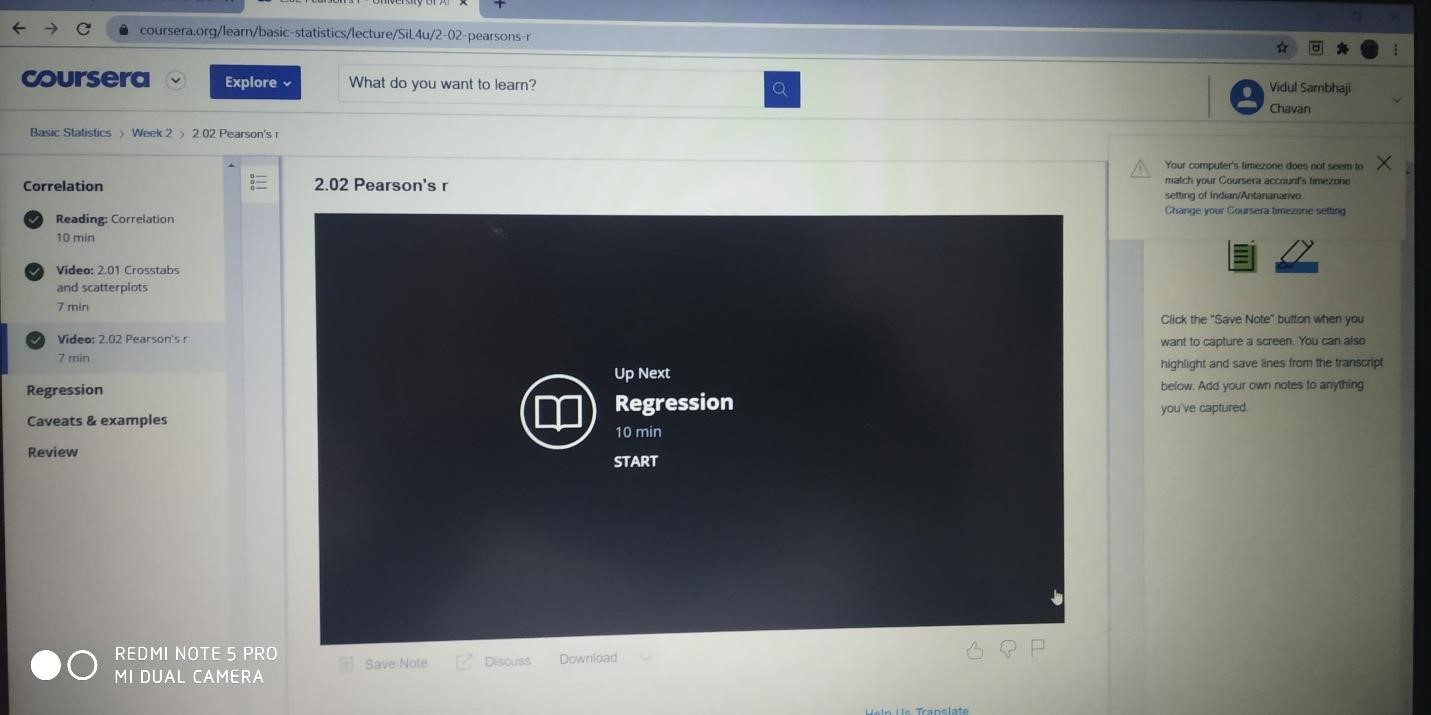 coursera.org/learn/basic-statistics/lecture/SiL4u/2-02-pearsons-r
coursera
Explore
What do you want to learn?
Vidul Sambhaji
Chavan
Basic Statistics > Week 2 > 2.02 Pearson's r
Your computer's timezone does not seem to
match your Coursera account's timezone
setting of Indian/Antananarivo.
Change your Coursera timezone setting
Correlation
Reading: Correlation
10 min
Video: 2.01 Crosstabs
and scatterplots
7 min
Video: 2.02 Pearson's r
7 min
Regression
Caveats & examples
Review
2.02 Pearson's r
Up Next
Regression
10 min
START
Click the "Save Note" button when you
want to capture a screen. You can also
highlight and save lines from the transcript
below. Add your own notes to anything
you've captured.
Save Note
Discuss
Download
Help Us Translate
REDMI NOTE 5 PRO
MI DUAL CAMERA